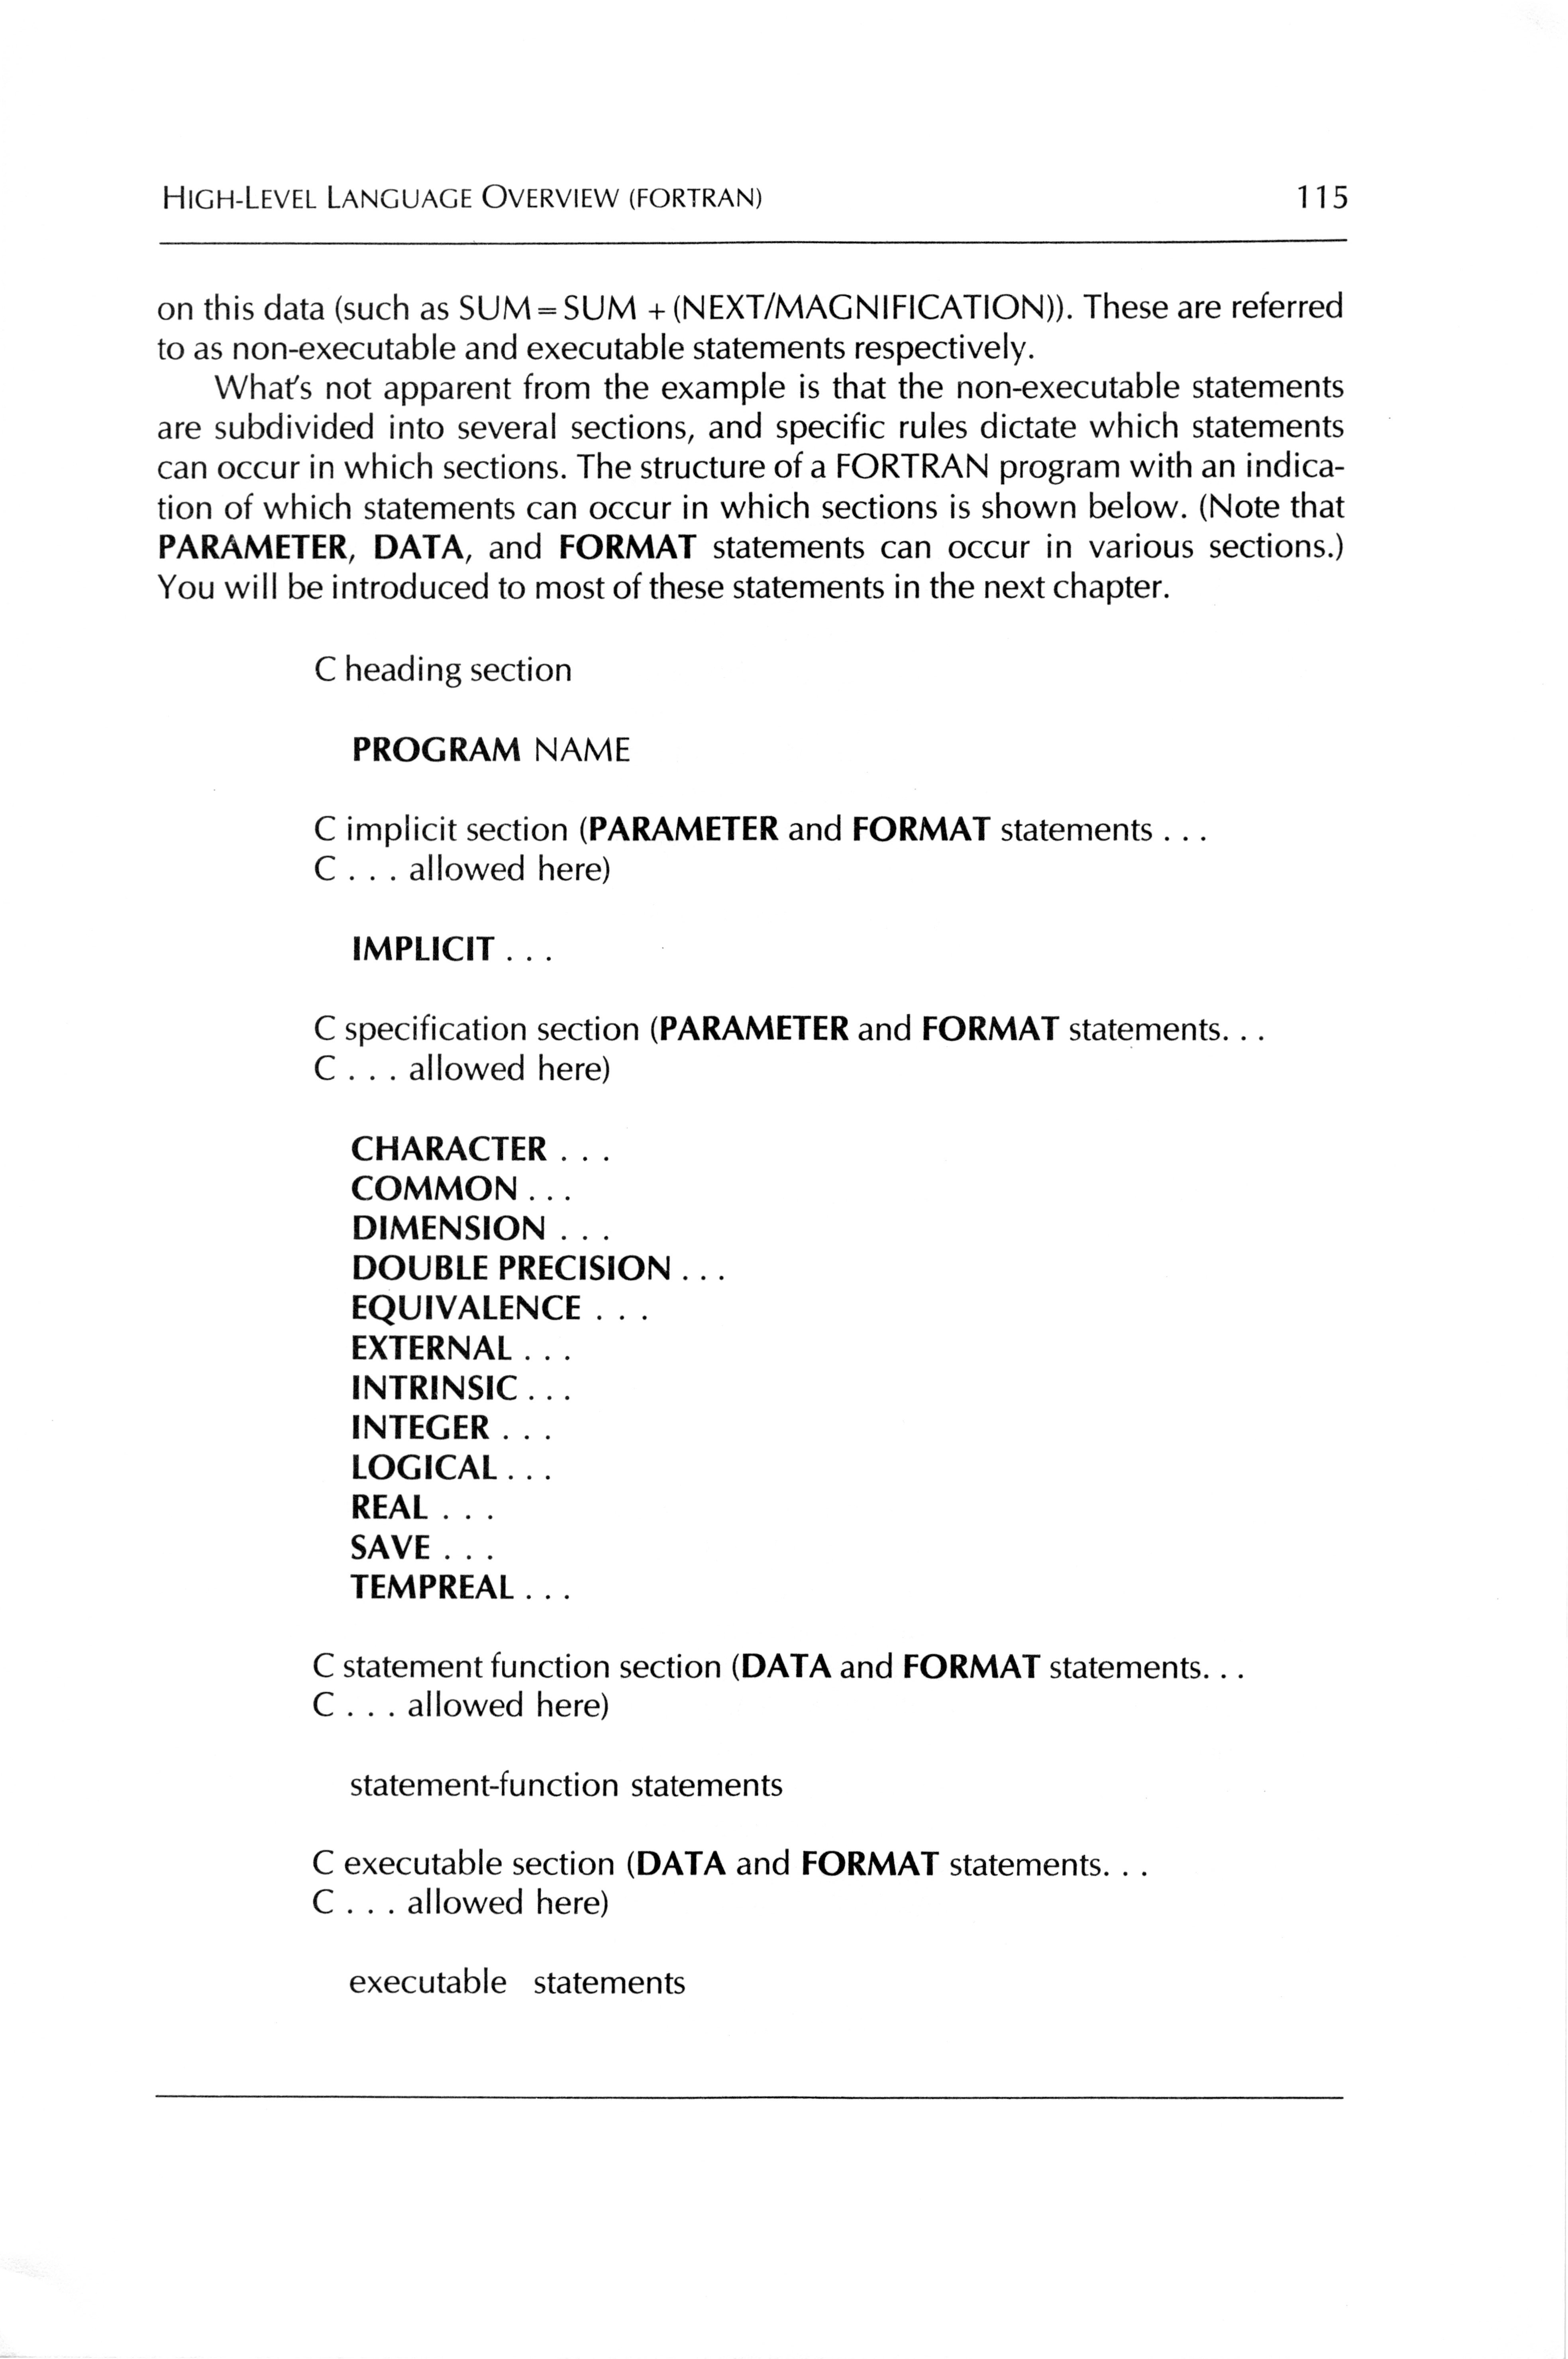 HIGH-LEVEL LANGUAGE OVERVIEW (FORTRAN) 115
on this data (such as SUM = SUM + (NEXT/MAGNIFICATION)). These are referred
to as non-executable and executable statements respectively.
What's not apparent from the example is that the non-executable statements
are subdivided into several sections, and specific rules dictate which statements
can occur in which sections. The structure of a FORTRAN program with an indica-
tion of which statements can occur in which sections is shown below. (Note that
PARAMETER, DATA, and FORMAT statements can occur in various sections.)
You will be introduced to most of these statements in the next chapter.
C heading section
PROGRAM NAME
C implicit section (PARAMETER and FORMAT statements . . .
C . . . allowed here)
IMPLICIT . . .
C specification section (PARAMETER and FORMAT statements. . .
C . . . allowed here)
CHARACTER . . .
COMMON . . .
DIMENSION . . .
DOUBLE PRECISION . . .
EQUIVALENCE . . .
EXTERNAL . . .
INTRINSIC . . .
INTEGER . . .
LOGICAL . . .
REAL . . .
SAVE . . .
TEMPREAL . . .
C statement function section (DATA and FORMAT statements. . .
C . . . allowed here)
statement-function statements
C executable section (DATA and FORMAT statements. . .
C . . . allowed here)
executable statements